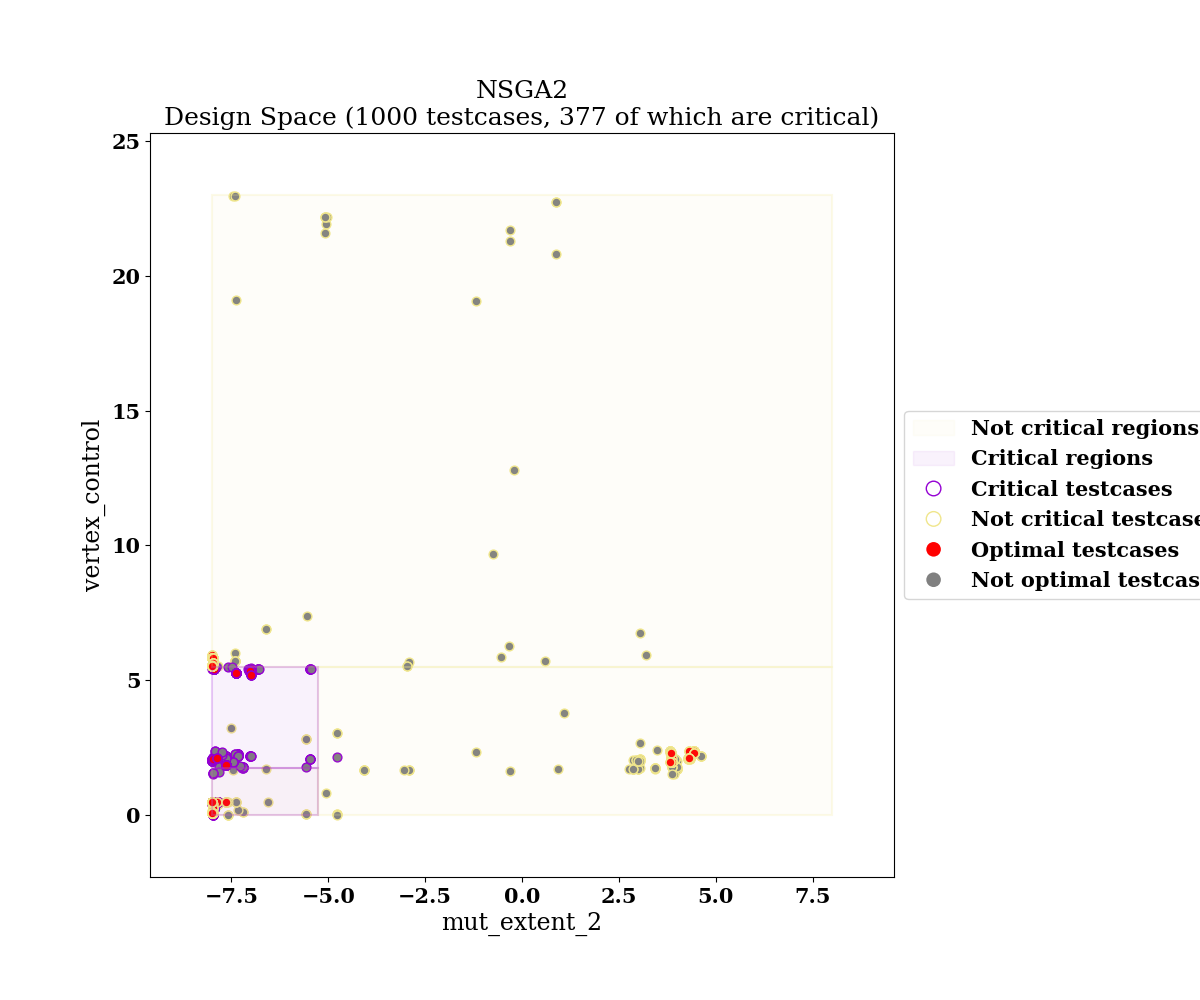 NSGA2
Design Space (1000 testcases, 377 of which are critical)
25
20
15
10
5
0
vertex_control
−7.5 −5.0 −2.5 0.0 2.5 5.0 7.5
mut_extent_2
Not critical regions
Critical regions
Critical testcases
Not critical testcase
Optimal testcases
Not optimal testcas